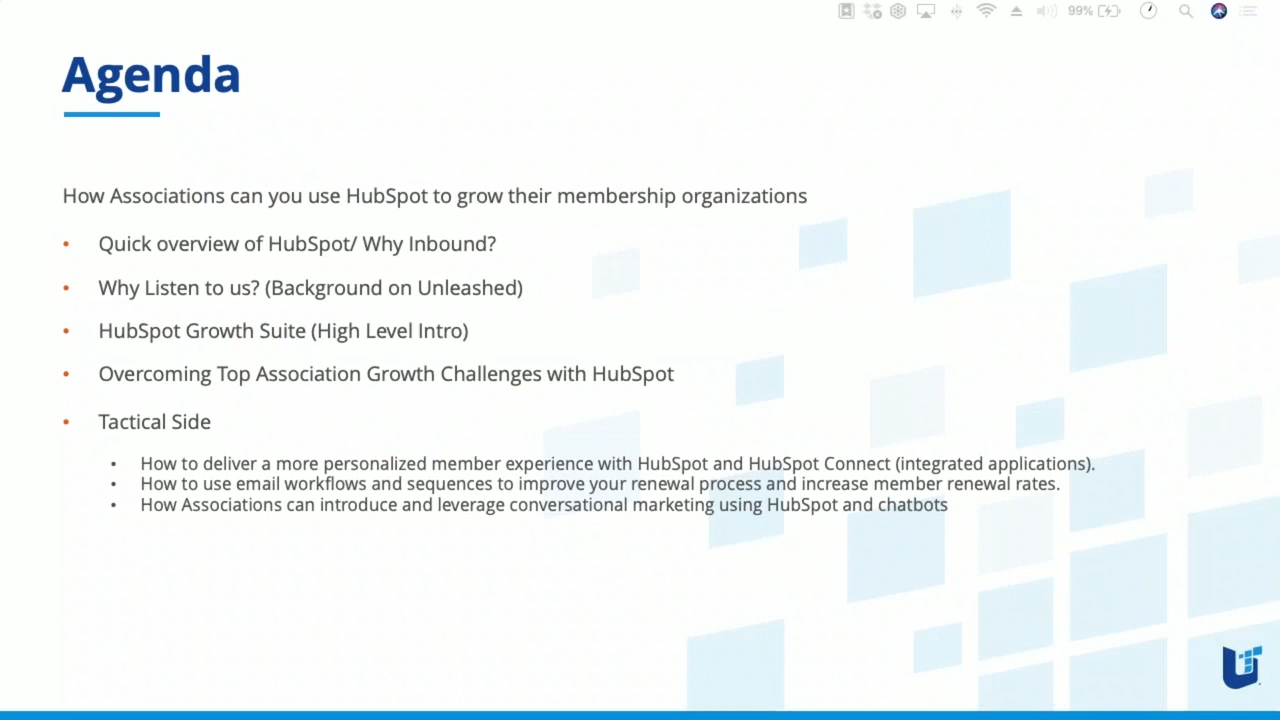 99%
Agenda
How Associations can you use HubSpot to grow their membership organizations
• Quick overview of HubSpot/ Why Inbound?
• Why Listen to us? (Background on Unleashed)
• HubSpot Growth Suite (High Level Intro)
• Overcoming Top Association Growth Challenges with HubSpot
• Tactical Side
• How to deliver a more personalized member experience with HubSpot and HubSpot Connect (integrated applications).
• How to use email workflows and sequences to improve your renewal process and increase member renewal rates.
• How Associations can introduce and leverage conversational marketing using HubSpot and chatbots